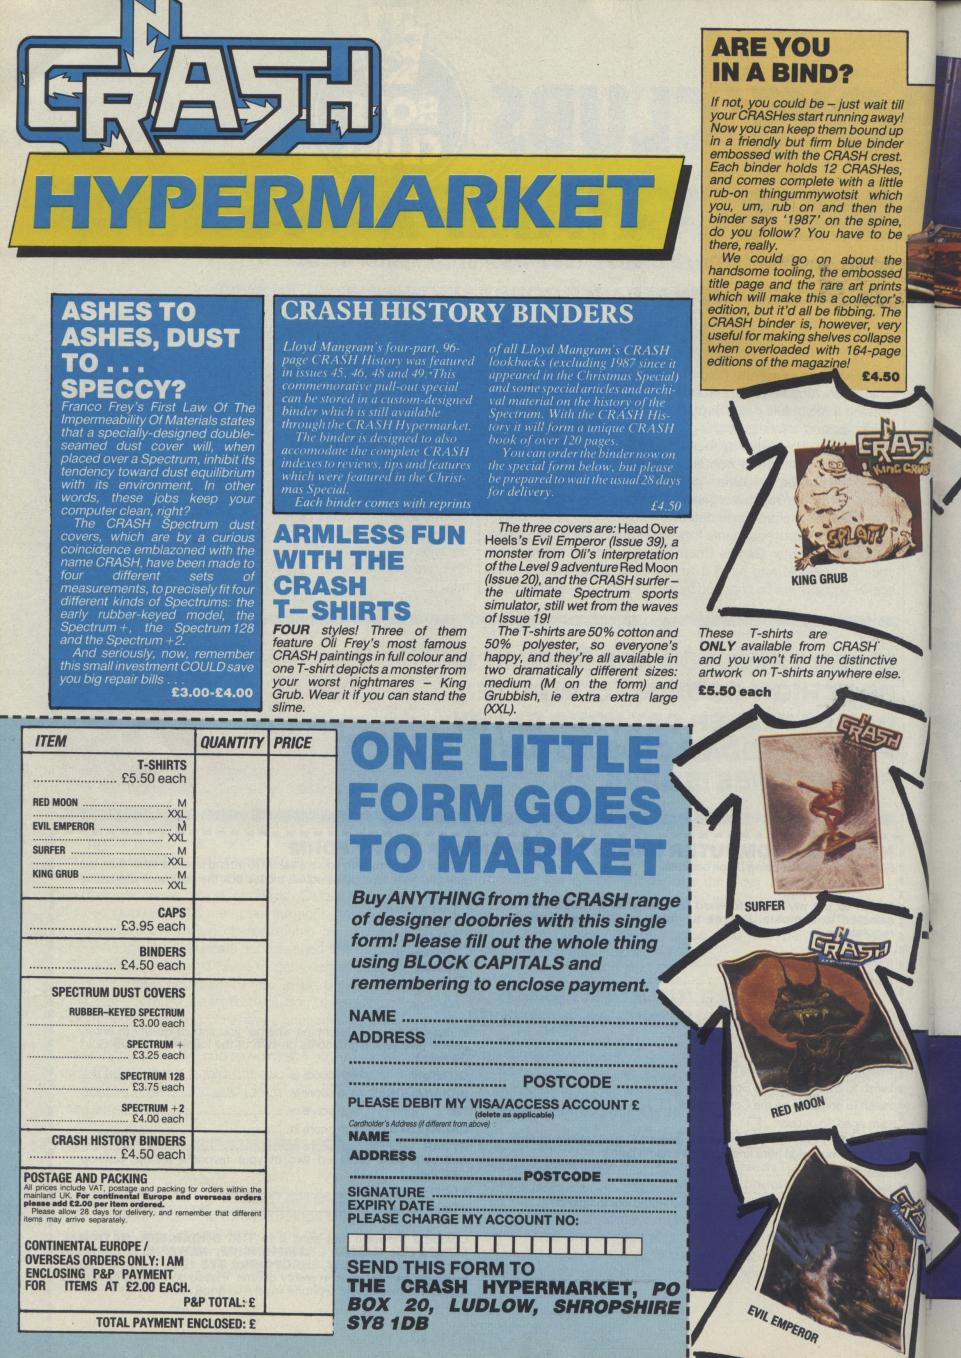 CRASH
HYPERMARKET
ARE YOU
IN A BIND?
If not, you could be – just wait till
your CRASHes start running away!
Now you can keep them bound up
in a friendly but firm blue binder
embossed with the CRASH crest.
Each binder holds 12 CRASHes,
and comes complete with a little
rub-on thingummywotsit which
you, um, rub on and then the
binder says '1987' on the spine,
do you follow? You have to be
there, really.
We could go on about the
handsome tooling, the embossed
title page and the rare art prints
which will make this a collector's
edition, but it'd all be fibbing. The
CRASH binder is, however, very
useful for making shelves collapse
when overloaded with 164-page
editions of the magazine!
£4.50
ASHES TO
ASHES, DUST
TO . . .
SPECCY?
Franco Frey's First Law Of The
Impermeability Of Materials states
that a specially-designed double-
seamed dust cover will, when
placed over a Spectrum, inhibit its
tendency toward dust equilibrium
with its environment. In other
words, these jobs keep your
computer clean, right?
The CRASH Spectrum dust
covers, which are by a curious
coincidence emblazoned with the
name CRASH, have been made to
four different sets of
measurements, to precisely fit four
different kinds of Spectrums: the
early rubber-keyed model, the
Spectrum+, the Spectrum 128
and the Spectrum +2.
And seriously, now, remember
this small investment COULD save
you big repair bills . . .
£3.00-£4.00
CRASH HISTORY BINDERS
Lloyd Mangram's four-part, 96-
page CRASH History was featured
in issues 45, 46, 48 and 49. This
commemorative pull-out special
can be stored in a custom-designed
binder which is still available
through the CRASH Hypermarket.
The binder is designed to also
accomodate the complete CRASH
indexes to reviews, tips and features
which were featured in the Christ-
mas Special.
Each binder comes with reprints
of all Lloyd Mangram's CRASH
lookbacks (excluding 1987 since it
appeared in the Christmas Special)
and some special articles and archi-
val material on the history of the
Spectrum. With the CRASH His-
tory it will form a unique CRASH
book of over 120 pages.
You can order the binder now on
the special form below, but please
be prepared to wait the usual 28 days
for delivery.
£4.50
ARMLESS FUN
WITH THE
CRASH
T–SHIRTS
FOUR styles! Three of them
feature Oli Frey's most famous
CRASH paintings in full colour and
one T-shirt depicts a monster from
your worst nightmares – King
Grub. Wear it if you can stand the
slime.
The three covers are: Head Over
Heels's Evil Emperor (Issue 39), a
monster from Oli's interpretation
of the Level 9 adventure Red Moon
(Issue 20), and the CRASH surfer –
the ultimate Spectrum sports
simulator, still wet from the waves
of Issue 19!
The T-shirts are 50% cotton and
50% polyester, so everyone's
happy, and they're all available in
two dramatically different sizes:
medium (M on the form) and
Grubbish, ie extra extra large
(XXL).
CRASH
KING GRUB
SPLAT!
KING GRUB
These T-shirts are
ONLY available from CRASH
and you won't find the distinctive
artwork on T-shirts anywhere else.
£5.50 each
CRASH
SURFER
CRASH
RED MOON
CRAS
EVIL EMPEROR
ITEM QUANTITY PRICE
T-SHIRTS
..................... £5.50 each
RED MOON ............................ M
................................ XXL
EVIL EMPEROR ..................... M
................................ XXL
SURFER ............................ M
................................ XXL
KING GRUB ........................ M
................................ XXL
CAPS
..................... £3.95 each
BINDERS
..................... £4.50 each
SPECTRUM DUST COVERS
RUBBER–KEYED SPECTRUM
........................... £3.00 each
SPECTRUM +
........................... £3.25 each
SPECTRUM 128
........................... £3.75 each
SPECTRUM +2
........................... £4.00 each
CRASH HISTORY BINDERS
..................... £4.50 each
POSTAGE AND PACKING
All prices include VAT, postage and packing for orders within the
mainland UK. For continental Europe and overseas orders
please add £2.00 per item ordered.
Please allow 28 days for delivery, and remember that different
items may arrive separately.
CONTINENTAL EUROPE /
OVERSEAS ORDERS ONLY: I AM
ENCLOSING P&P PAYMENT
FOR ITEMS AT £2.00 EACH.
P&P TOTAL: £
TOTAL PAYMENT ENCLOSED: £
ONE LITTLE
FORM GOES
TO MARKET
Buy ANYTHING from the CRASH range
of designer doobries with this single
form! Please fill out the whole thing
using BLOCK CAPITALS and
remembering to enclose payment.
NAME ............................................
ADDRESS ............................................
............................................
.............................. POSTCODE ............
PLEASE DEBIT MY VISA/ACCESS ACCOUNT £
(delete as applicable)
Cardholder's Address (if different from above) :
NAME ............................................
ADDRESS ............................................
.............................. POSTCODE ............
SIGNATURE ............................................
EXPIRY DATE ............................................
PLEASE CHARGE MY ACCOUNT NO:
SEND THIS FORM TO
THE CRASH HYPERMARKET, PO
BOX 20, LUDLOW, SHROPSHIRE
SY8 1DB